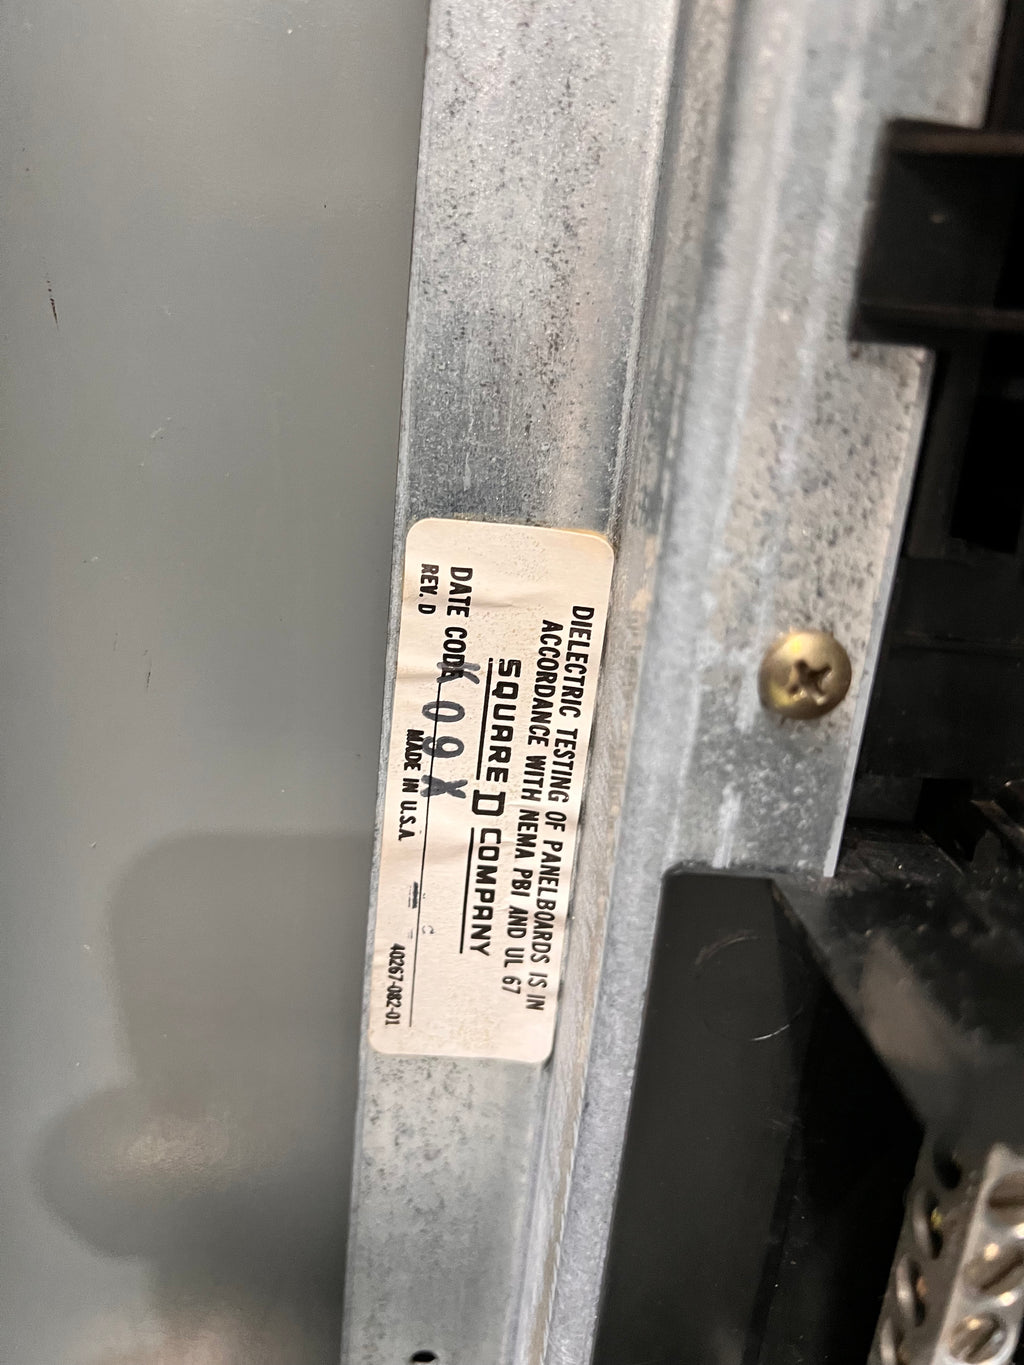 DIELECTRIC TESTING OF PANELBOARDS IS IN
ACCORDANCE WITH NEMA PB1 AND UL 67
SQUARE D COMPANY
DATE CODE K09X
REV. D MADE IN U.S.A. 40267-082-01